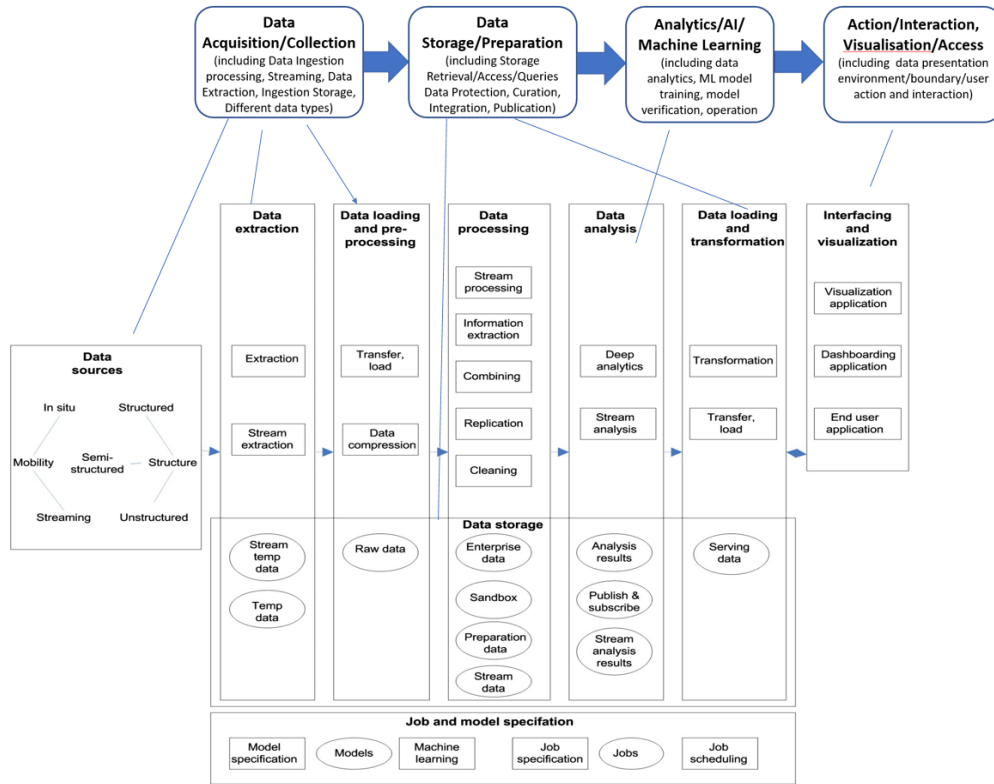 Data
Acquisition/Collection
(including Data Ingestion
processing, Streaming, Data
Extraction, Ingestion Storage,
Different data types)
Data
Storage/Preparation
(including Storage
Retrieval/Access/Queries
Data Protection, Curation,
Integration, Publication)
Analytics/AI/
Machine Learning
(including data
analytics, ML model
training, model
verification, operation
Action/Interaction,
Visualisation/Access
(including data presentation
environment/boundary/user
action and interaction)
Data
sources
In situ
Structured
Mobility
Semi-
structured
Structure
Streaming
Unstructured
Data
extraction
Extraction
Stream
extraction
Data loading
and pre-
processing
Transfer,
load
Data
compression
Data
processing
Stream
processing
Information
extraction
Combining
Replication
Cleaning
Data
analysis
Deep
analytics
Stream
analysis
Data loading
and
transformation
Transformation
Transfer,
load
Interfacing
and
visualization
Visualization
application
Dashboarding
application
End user
application
Data storage
Stream
temp
data
Temp
data
Raw data
Enterprise
data
Sandbox
Preparation
data
Stream
data
Analysis
results
Publish &
subscribe
Stream
analysis
results
Serving
data
Job and model specifation
Model
specification
Models
Machine
learning
Job
specification
Jobs
Job
scheduling